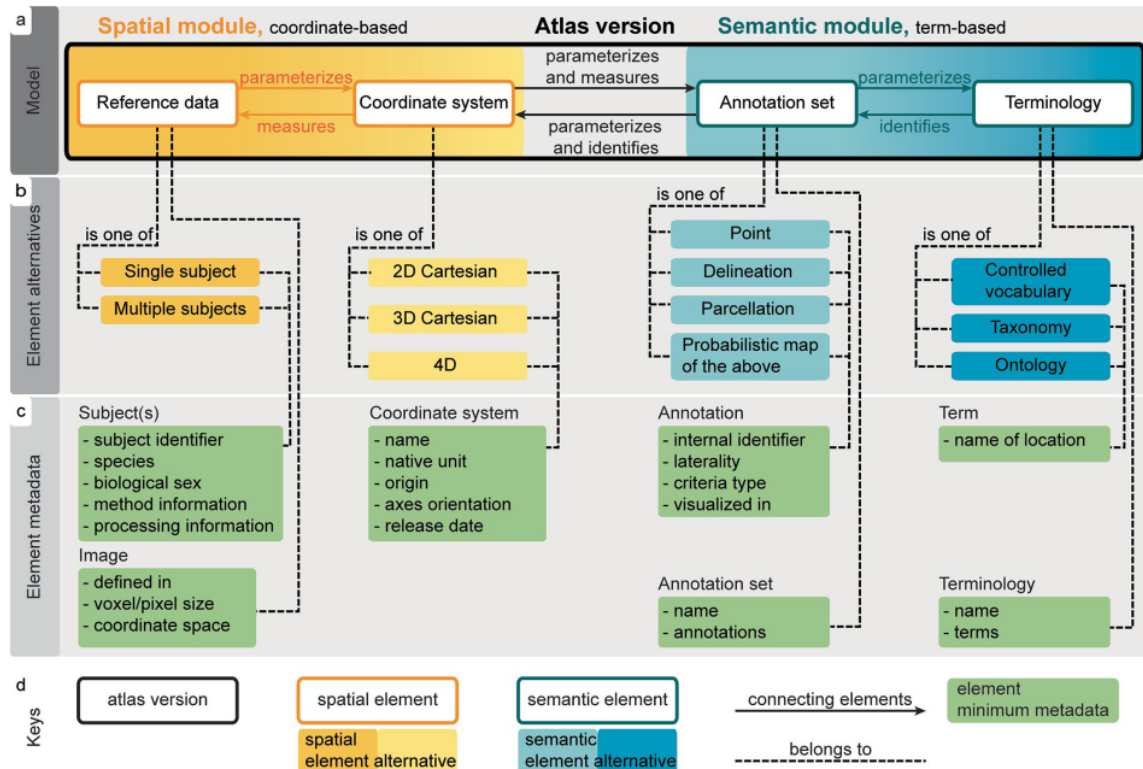 a
Spatial module, coordinate-based
Atlas version
Semantic module, term-based
Model
Reference data
parameterizes
measures
Coordinate system
parameterizes
and measures
parameterizes
and identifies
Annotation set
parameterizes
identifies
Terminology
b
Element alternatives
is one of
Single subject
Multiple subjects
is one of
2D Cartesian
3D Cartesian
4D
is one of
Point
Delineation
Parcellation
Probabilistic map
of the above
is one of
Controlled
vocabulary
Taxonomy
Ontology
c
Element metadata
Subject(s)
- subject identifier
- species
- biological sex
- method information
- processing information
Image
- defined in
- voxel/pixel size
- coordinate space
Coordinate system
- name
- native unit
- origin
- axes orientation
- release date
Annotation
- internal identifier
- laterality
- criteria type
- visualized in
Annotation set
- name
- annotations
Term
- name of location
Terminology
- name
- terms
d
Keys
atlas version
spatial element
spatial
element alternative
semantic element
semantic
element alternative
connecting elements
belongs to
element
minimum metadata